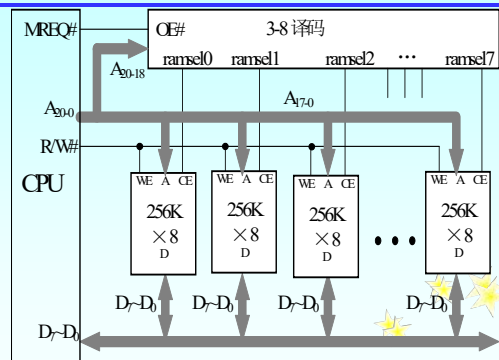 MREQ# OE# 3-8 译码
ramsel0 ramsel1 ramsel2 ... ramsel7
A20-18
A20-0 A17-0
R/W#
CPU
WE A CE WE A CE WE A CE WE A CE
256K 256K 256K 256K
×8 ×8 ×8 ×8
D D D D
D7~D0 D7~D0 D7~D0 D7~D0
D7~D0